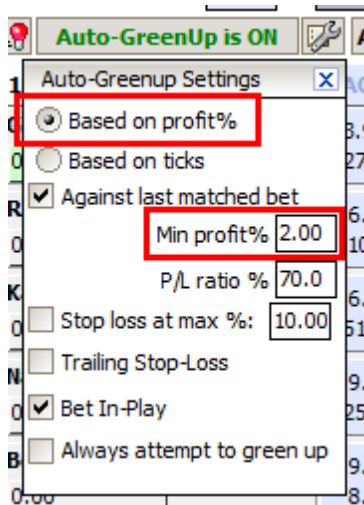 Auto-GreenUp is ON
Auto-Greenup Settings X
Based on profit%
Based on ticks
Against last matched bet
Min profit% 2.00
P/L ratio % 70.0
Stop loss at max %: 10.00
Trailing Stop-Loss
Bet In-Play
Always attempt to green up